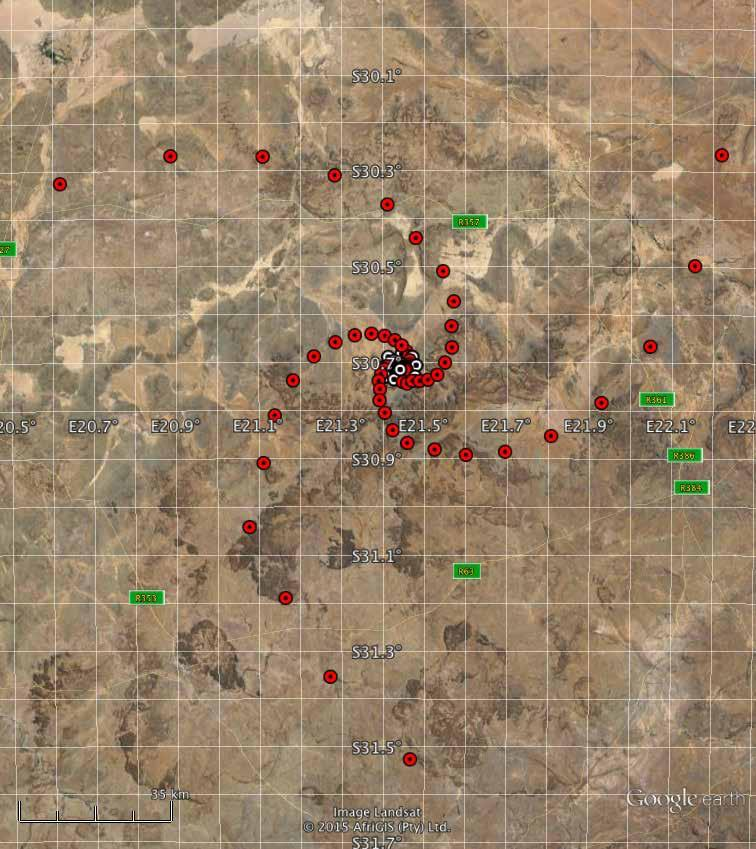 S30.1°
S30.3°
R357
27
S30.5°
S30.7°
R361
20.5° E20.7° E20.9° E21.1° E21.3° E21.5° E21.7° E21.9° E22.1° E22
S30.9°
R386
R384
S31.1°
R63
R353
S31.3°
S31.5°
35 km
Google earth
Image Landsat
© 2015 AfriGIS (Pty) Ltd.
S31.7°